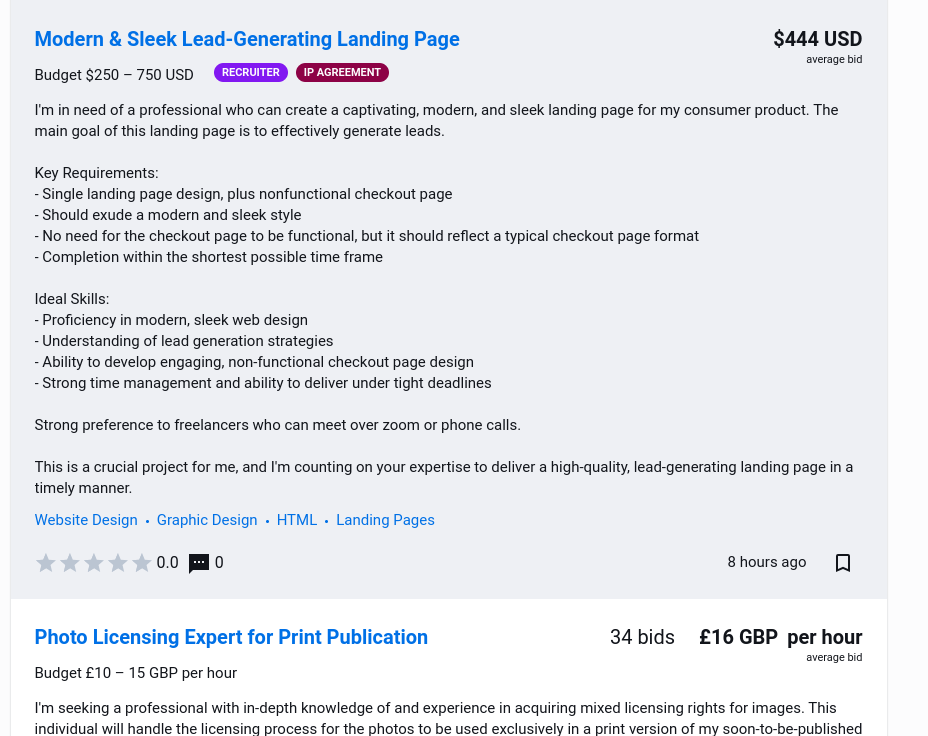 Modern & Sleek Lead-Generating Landing Page $444 USD
average bid
Budget $250 – 750 USD RECRUITER IP AGREEMENT
I'm in need of a professional who can create a captivating, modern, and sleek landing page for my consumer product. The
main goal of this landing page is to effectively generate leads.
Key Requirements:
- Single landing page design, plus nonfunctional checkout page
- Should exude a modern and sleek style
- No need for the checkout page to be functional, but it should reflect a typical checkout page format
- Completion within the shortest possible time frame
Ideal Skills:
- Proficiency in modern, sleek web design
- Understanding of lead generation strategies
- Ability to develop engaging, non-functional checkout page design
- Strong time management and ability to deliver under tight deadlines
Strong preference to freelancers who can meet over zoom or phone calls.
This is a crucial project for me, and I'm counting on your expertise to deliver a high-quality, lead-generating landing page in a
timely manner.
Website Design • Graphic Design • HTML • Landing Pages
0.0 0 8 hours ago
Photo Licensing Expert for Print Publication 34 bids £16 GBP per hour
average bid
Budget £10 – 15 GBP per hour
I'm seeking a professional with in-depth knowledge of and experience in acquiring mixed licensing rights for images. This
individual will handle the licensing process for the photos to be used exclusively in a print version of my soon-to-be-published